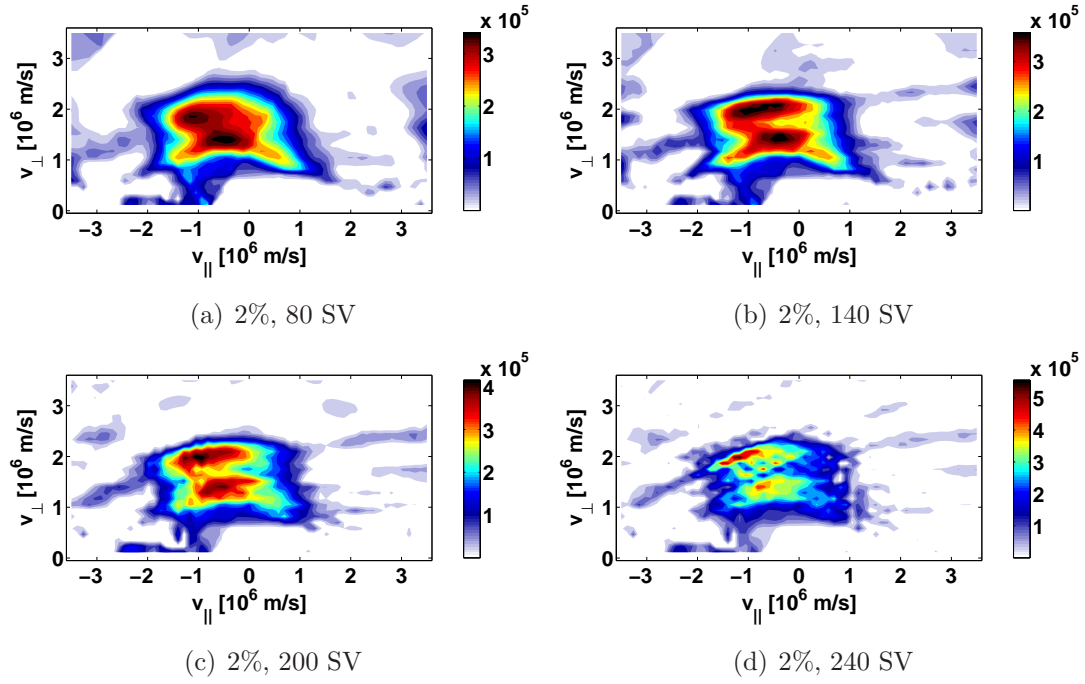 x 10^5
x 10^5
v⊥ [10^6 m/s]
3
2
1
0
3
2
1
−3 −2 −1 0 1 2 3
v|| [10^6 m/s]
(a) 2%, 80 SV
v⊥ [10^6 m/s]
3
2
1
0
3
2
1
−3 −2 −1 0 1 2 3
v|| [10^6 m/s]
(b) 2%, 140 SV
x 10^5
x 10^5
v⊥ [10^6 m/s]
3
2
1
0
4
3
2
1
−3 −2 −1 0 1 2 3
v|| [10^6 m/s]
(c) 2%, 200 SV
v⊥ [10^6 m/s]
3
2
1
0
5
4
3
2
1
−3 −2 −1 0 1 2 3
v|| [10^6 m/s]
(d) 2%, 240 SV